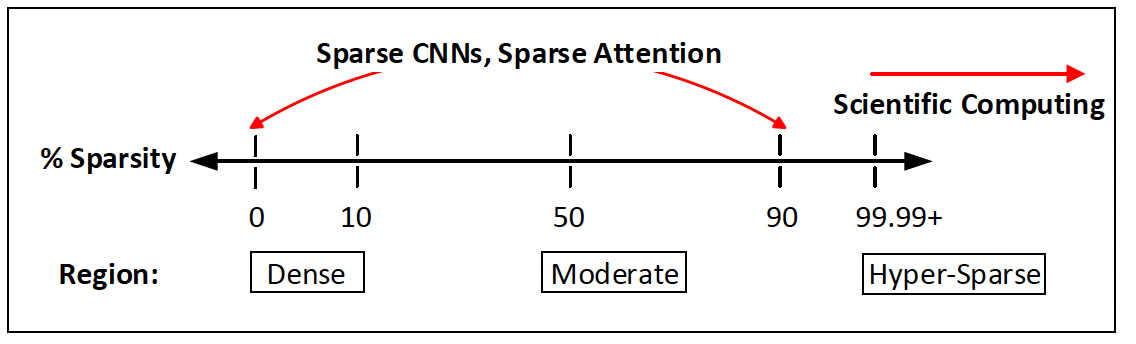 Sparse CNNs, Sparse Attention
Scientific Computing
% Sparsity
0 10 50 90 99.99+
Region: Dense Moderate Hyper-Sparse